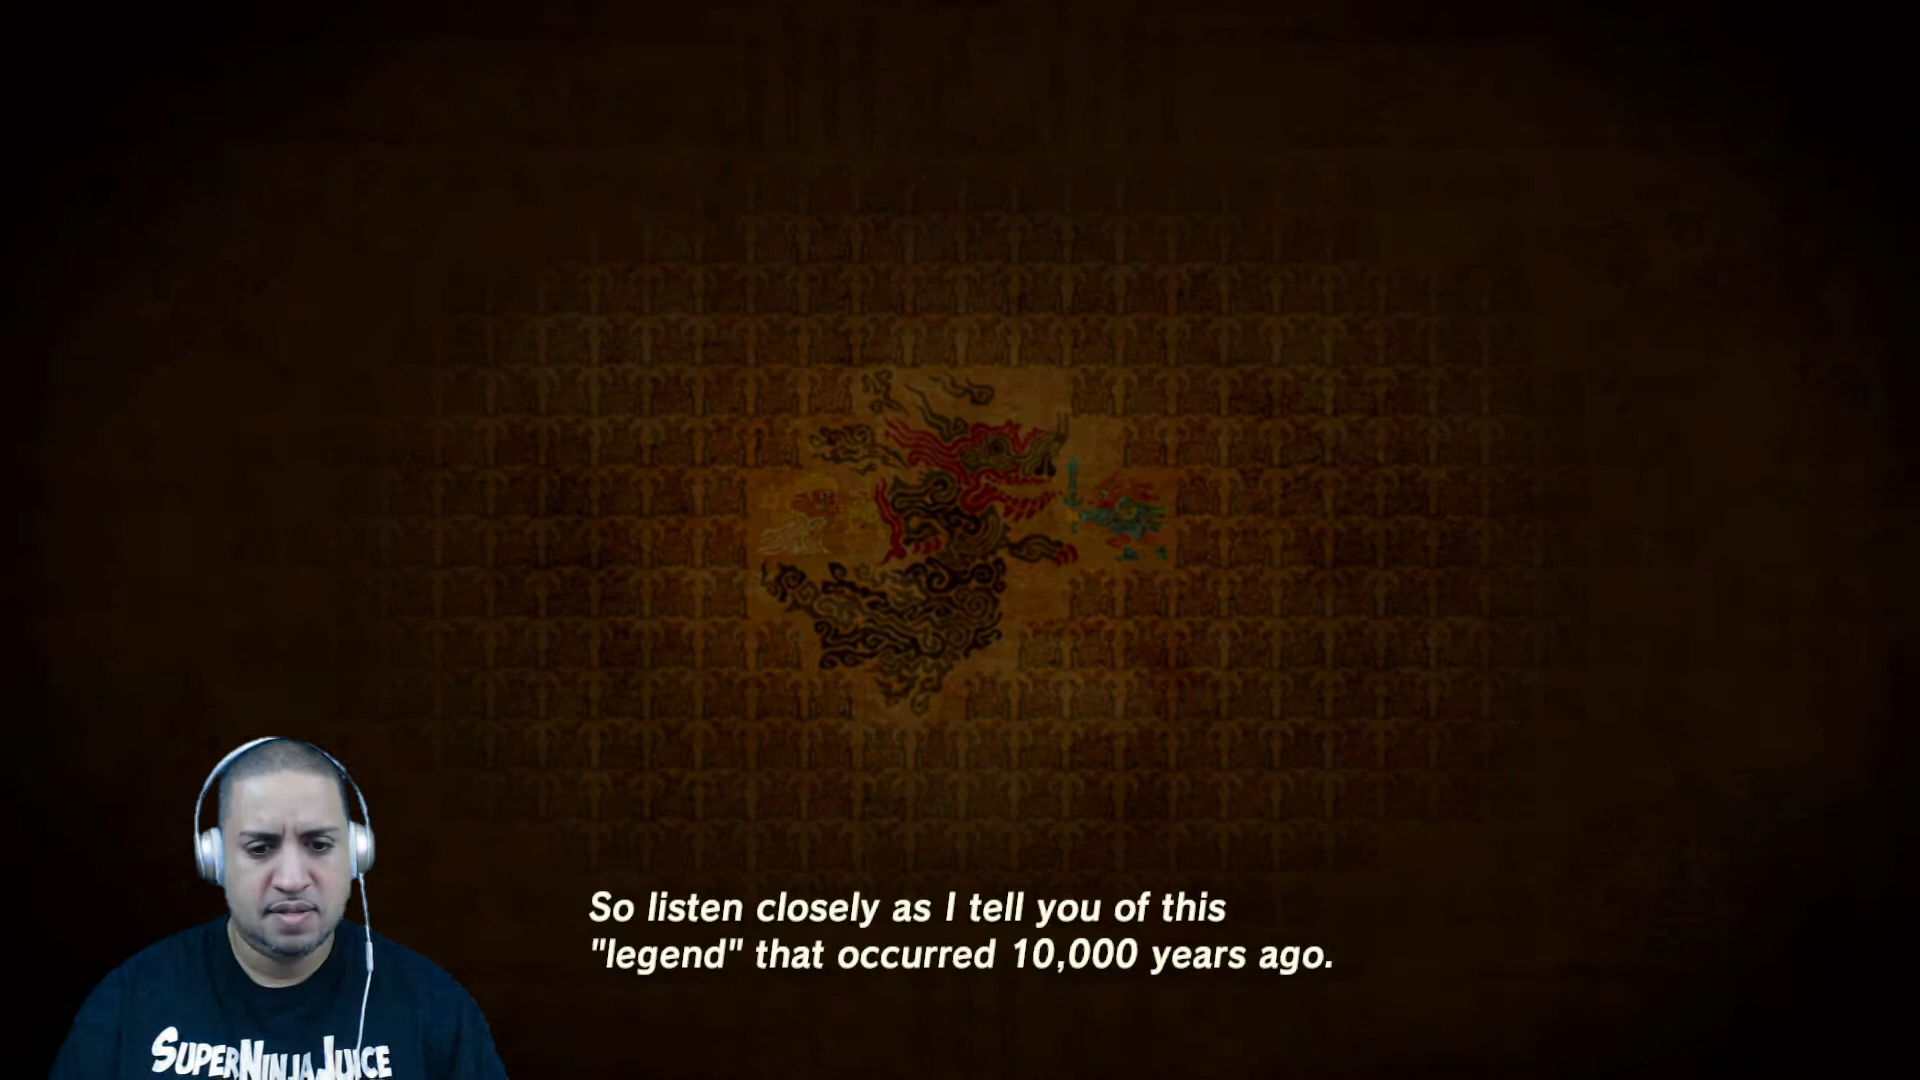 So listen closely as I tell you of this
"legend" that occurred 10,000 years ago.
SUPERNINJAJUICE